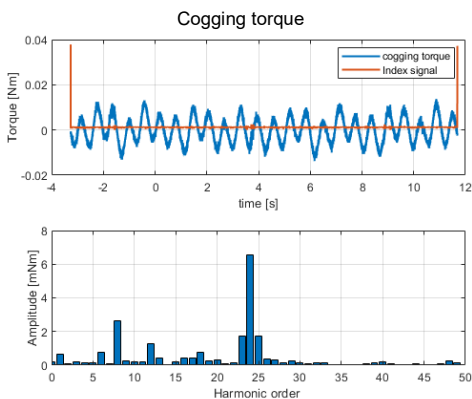 Cogging torque
0.04
0.02
0
-0.02
Torque [Nm]
cogging torque
Index signal
-4 -2 0 2 4 6 8 10 12
time [s]
8
6
4
2
0
Amplitude [mNm]
0 5 10 15 20 25 30 35 40 45 50
Harmonic order